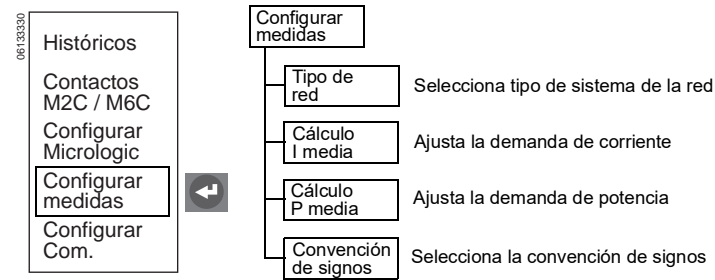 06133330
Históricos
Contactos
M2C / M6C
Configurar
Micrologic
Configurar
medidas
Configurar
Com.
Configurar
medidas
Tipo de
red
Selecciona tipo de sistema de la red
Cálculo
I media
Ajusta la demanda de corriente
Cálculo
P media
Ajusta la demanda de potencia
Convención
de signos
Selecciona la convención de signos